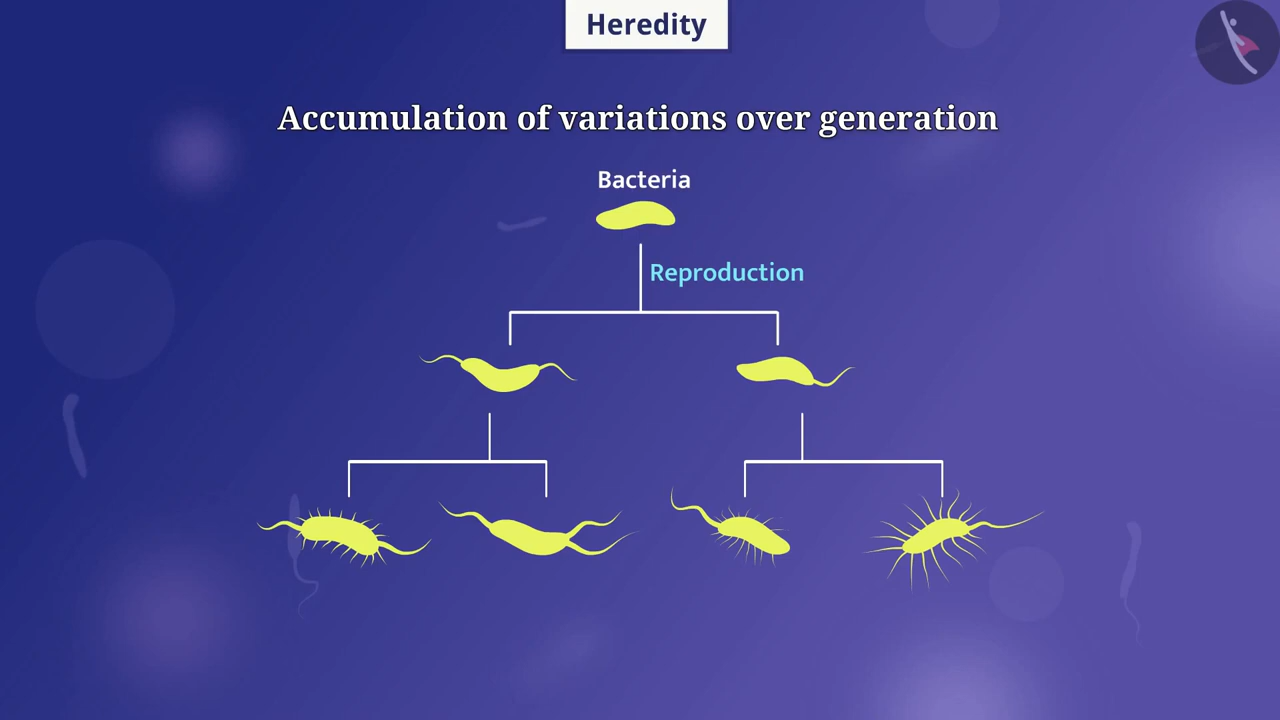 Heredity
Accumulation of variations over generation
Bacteria
Reproduction